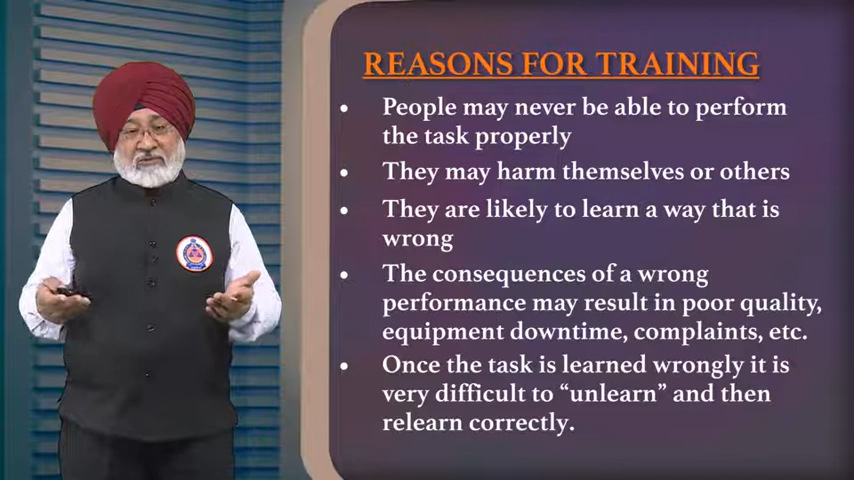 REASONS FOR TRAINING
• People may never be able to perform
the task properly
• They may harm themselves or others
• They are likely to learn a way that is
wrong
• The consequences of a wrong
performance may result in poor quality,
equipment downtime, complaints, etc.
• Once the task is learned wrongly it is
very difficult to “unlearn” and then
relearn correctly.